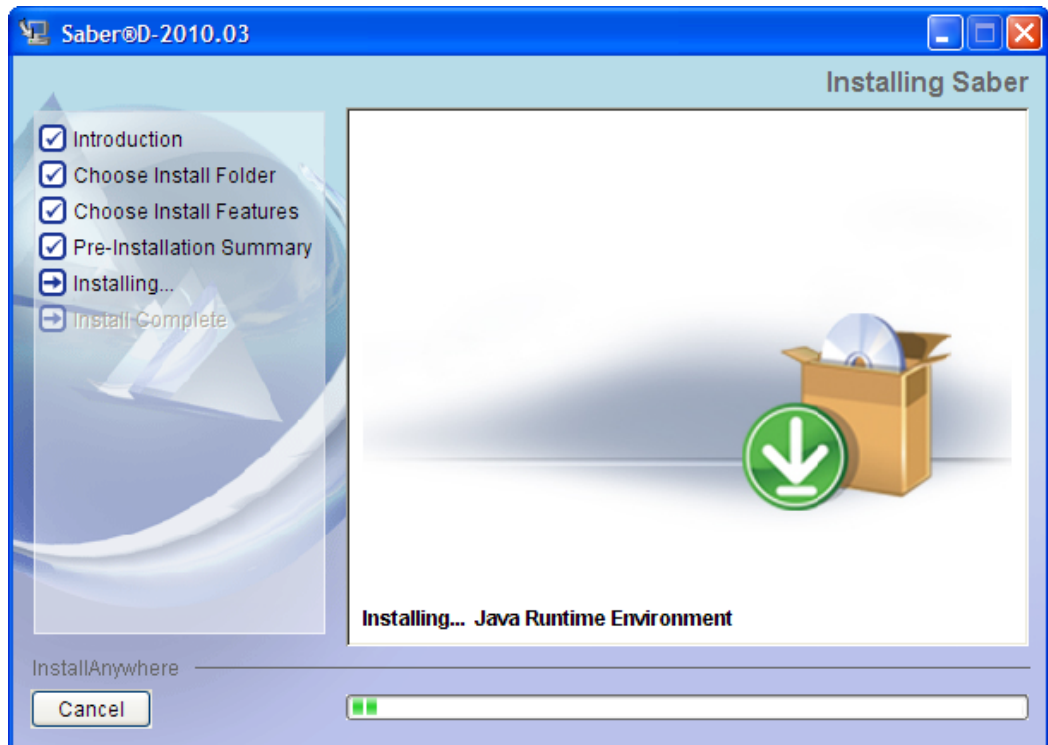 Saber®D-2010.03
Installing Saber
Introduction
Choose Install Folder
Choose Install Features
Pre-Installation Summary
Installing...
Install Complete
Installing... Java Runtime Environment
InstallAnywhere
Cancel